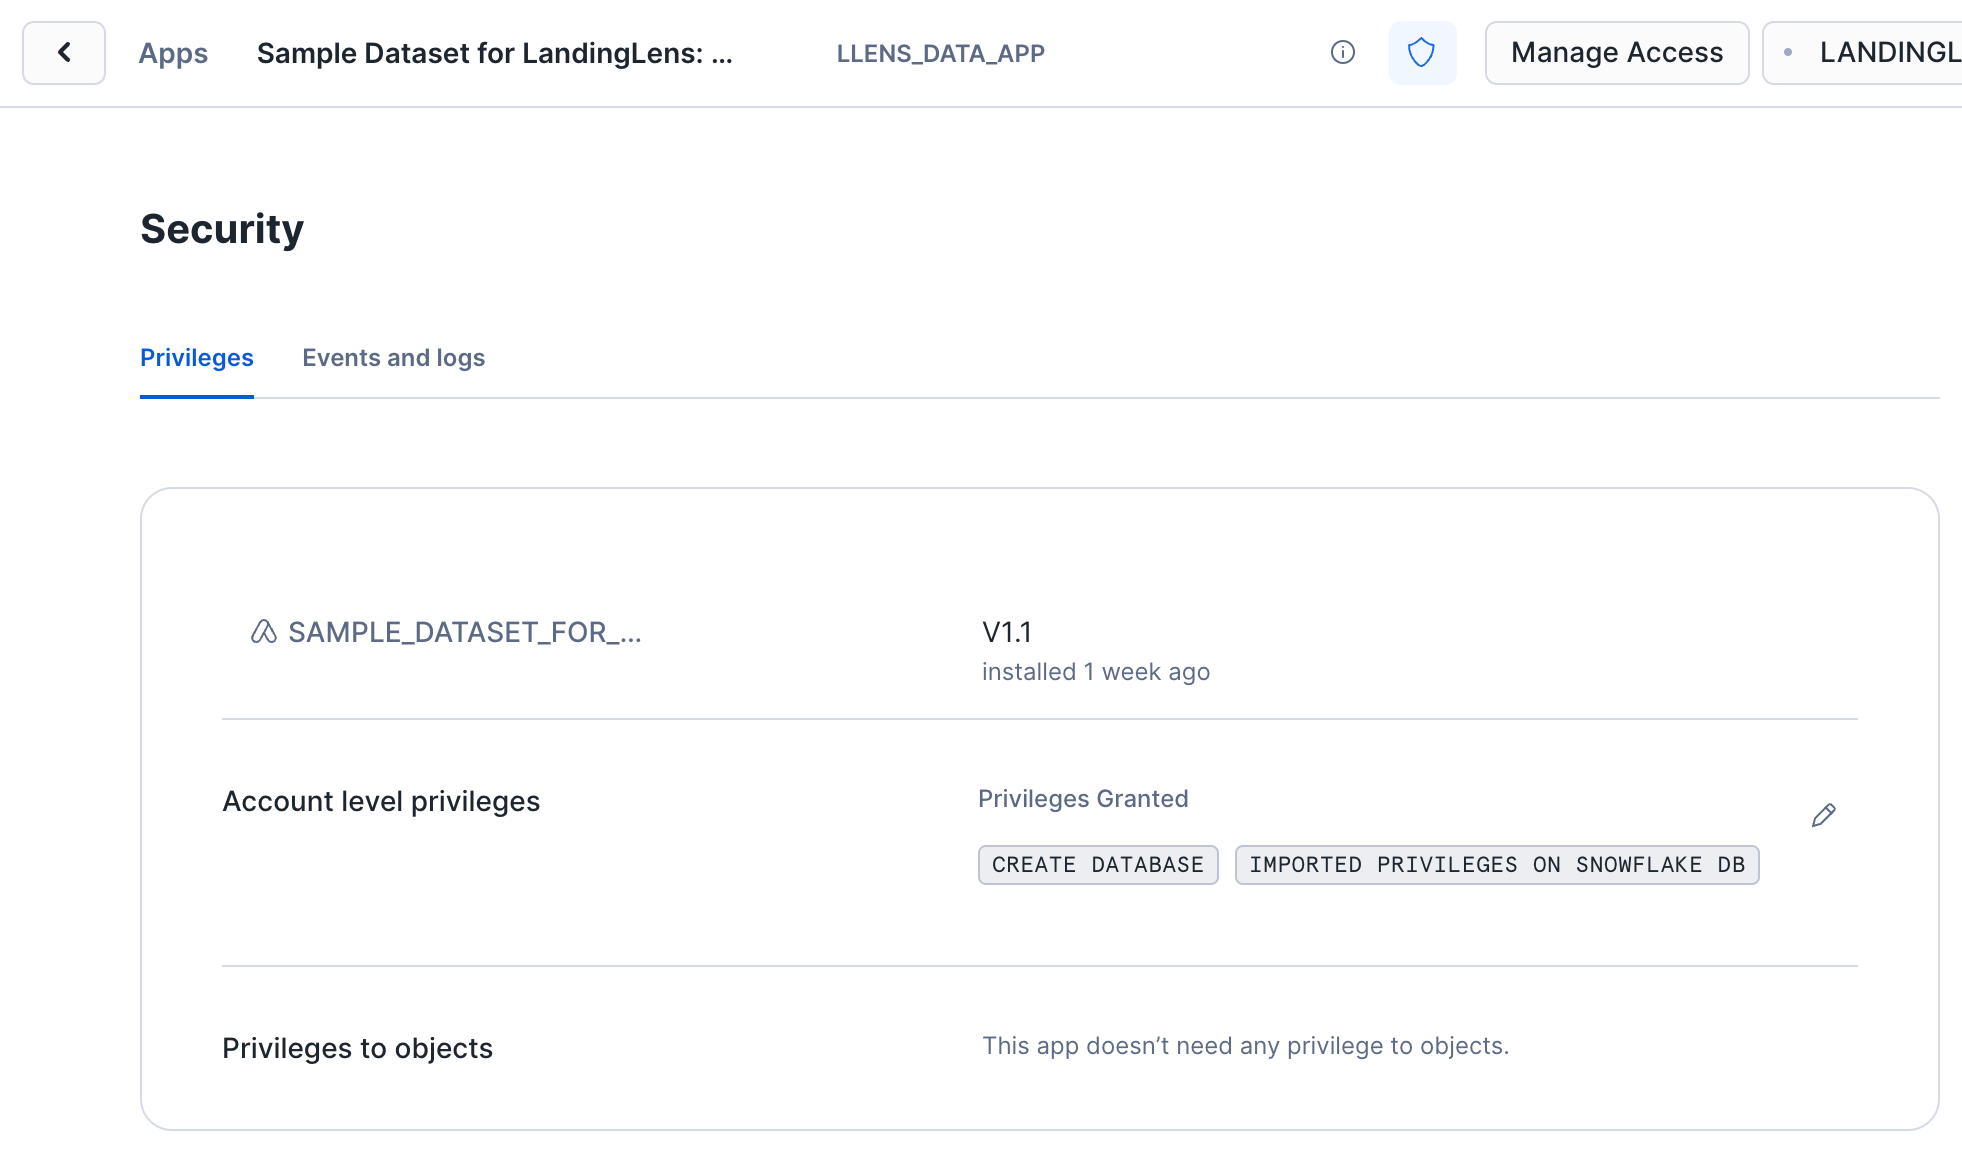 Apps Sample Dataset for LandingLens: ... LLENS_DATA_APP Manage Access LANDINGL
Security
Privileges Events and logs
SAMPLE_DATASET_FOR_... V1.1
installed 1 week ago
Account level privileges Privileges Granted
CREATE DATABASE IMPORTED PRIVILEGES ON SNOWFLAKE DB
Privileges to objects This app doesn’t need any privilege to objects.